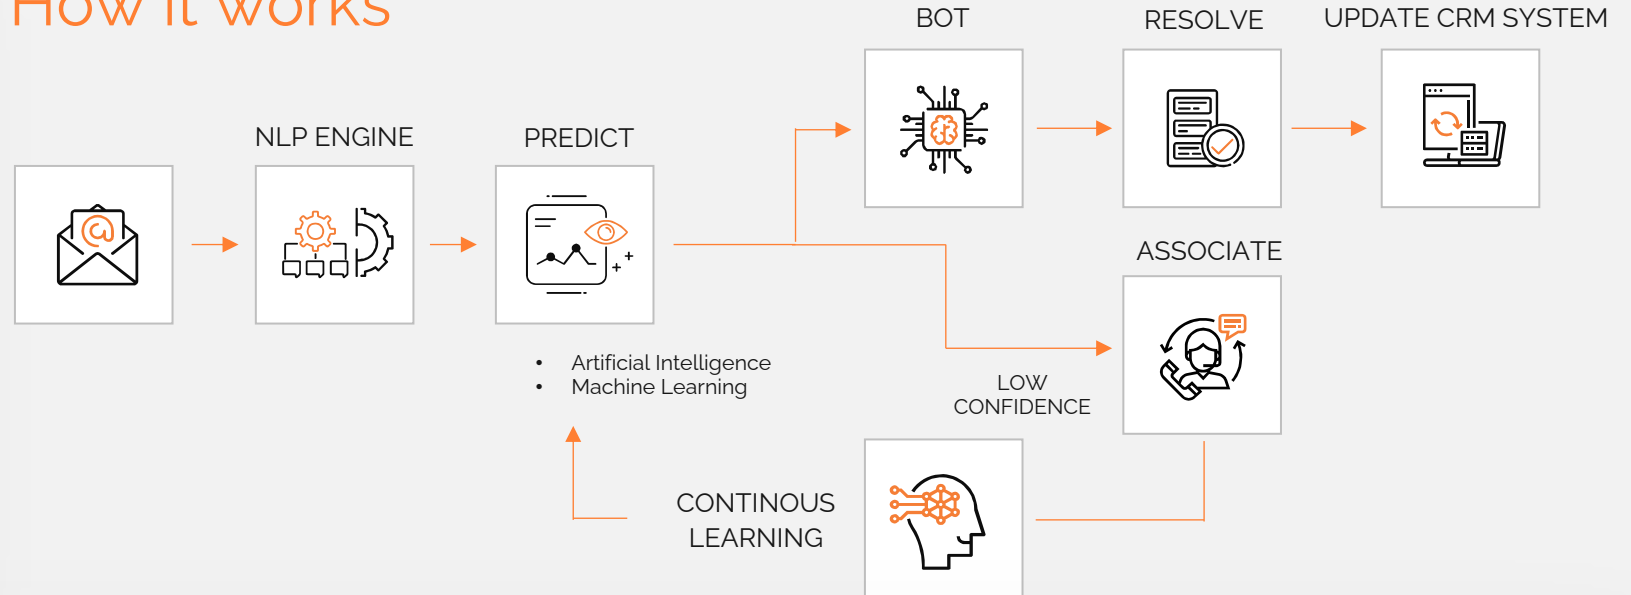 How it works
BOT
RESOLVE
UPDATE CRM SYSTEM
NLP ENGINE
PREDICT
ASSOCIATE
• Artificial Intelligence
• Machine Learning
LOW
CONFIDENCE
CONTINOUS
LEARNING